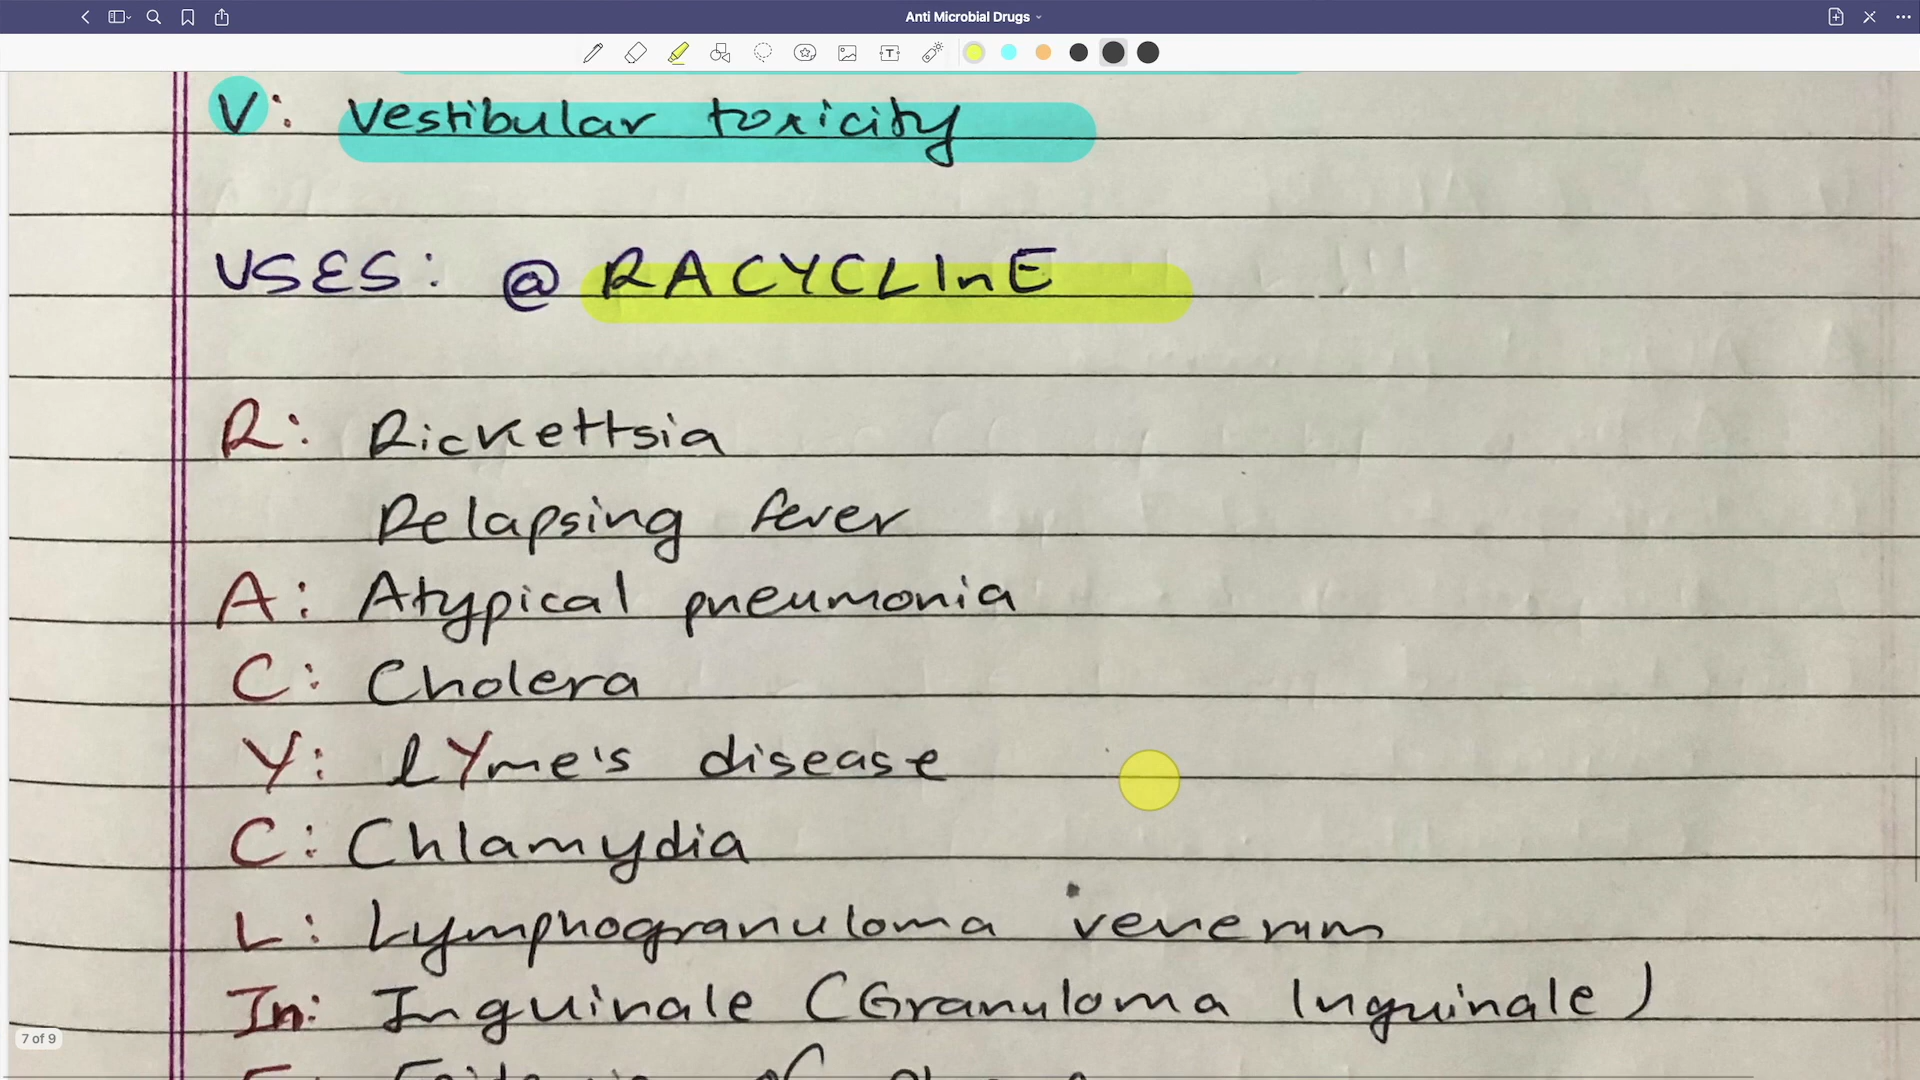 Anti Microbial Drugs
V: Vestibular toxicity
USES: @ RACYCLInE
R: Rickettsia
Relapsing fever
A: Atypical pneumonia
C: Cholera
Y: lYme's disease
C: Chlamydia
L: Lymphogranuloma venerum
In: Inguinale (Granuloma Inguinale)
7 of 9